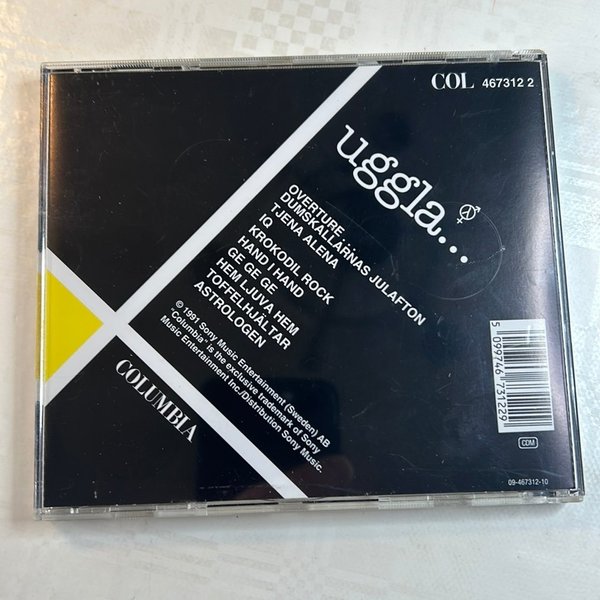 COL 467312 2
uggla...
OVERTURE
DUMSKALLARNAS JULAFTON
TJENA ALENA
IQ
KROKODIL ROCK
HAND I HAND
GE GE GE
HEM LJUVA HEM
TOFFELHJÄLTAR
ASTROLOGEN
© 1991 Sony Music Entertainment (Sweden) AB
"Columbia" is the exclusive trademark of Sony
Music Entertainment Inc./Distribution Sony Music.
COLUMBIA
5 099746 731229
CDM
09-467312-10